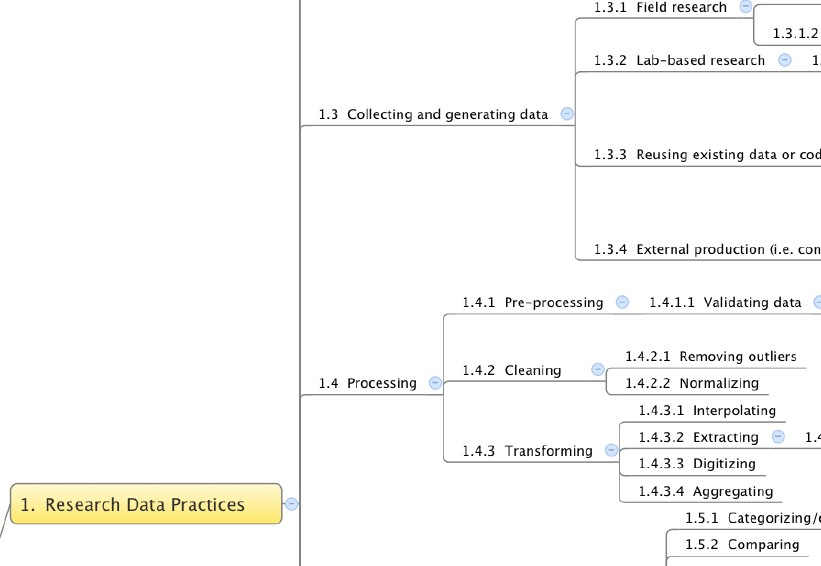 1.3.1 Field research
1.3.1.2
1.3.2 Lab-based research
1.
1.3 Collecting and generating data
1.3.3 Reusing existing data or cod
1.3.4 External production (i.e. con
1.4.1 Pre-processing
1.4.1.1 Validating data
1.4.2.1 Removing outliers
1.4.2 Cleaning
1.4 Processing
1.4.2.2 Normalizing
1.4.3.1 Interpolating
1.4.3.2 Extracting
1.4
1.4.3 Transforming
1.4.3.3 Digitizing
1.4.3.4 Aggregating
1. Research Data Practices
1.5.1 Categorizing/c
1.5.2 Comparing